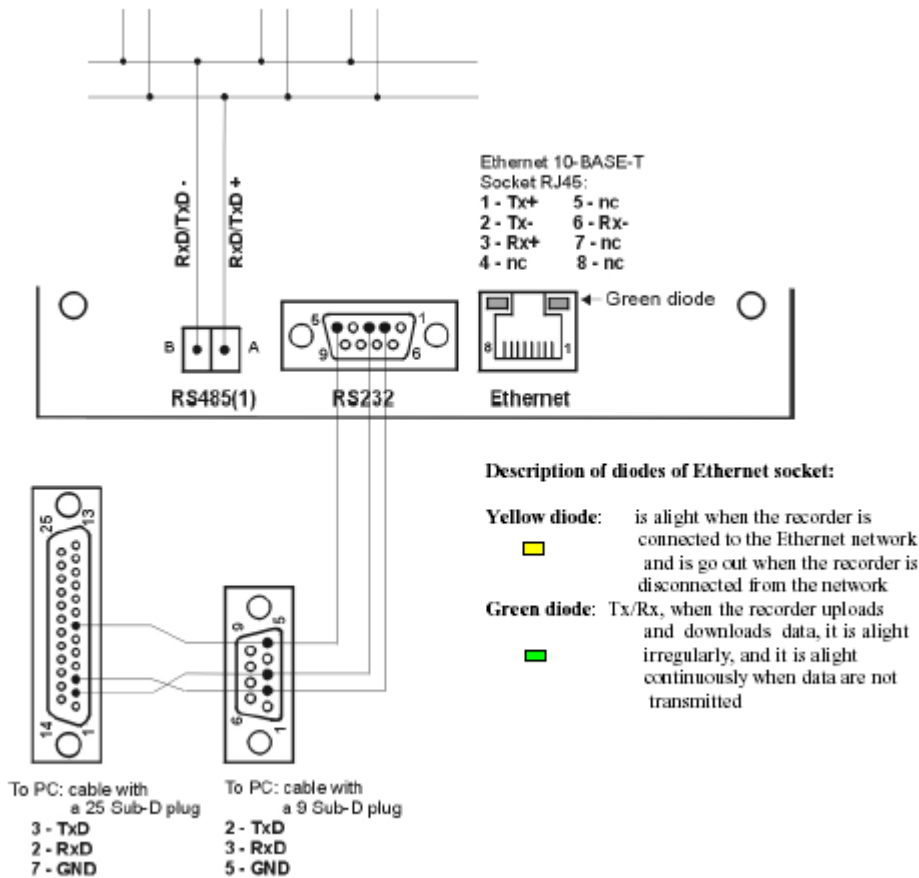 RxD/TxD -
RxD/TxD +
Ethernet 10-BASE-T
Socket RJ45:
1 - Tx+ 5 - nc
2 - Tx- 6 - Rx-
3 - Rx+ 7 - nc
4 - nc 8 - nc
Green diode
B A
5 1
9 6
8 1
RS485(1) RS232 Ethernet
Description of diodes of Ethernet socket:
Yellow diode: is alight when the recorder is
connected to the Ethernet network
and is go out when the recorder is
disconnected from the network
Green diode: Tx/Rx, when the recorder uploads
and downloads data, it is alight
irregularly, and it is alight
continuously when data are not
transmitted
25 13
14 1
9 5
6 1
To PC: cable with
a 25 Sub-D plug
3 - TxD
2 - RxD
7 - GND
To PC: cable with
a 9 Sub-D plug
2 - TxD
3 - RxD
5 - GND